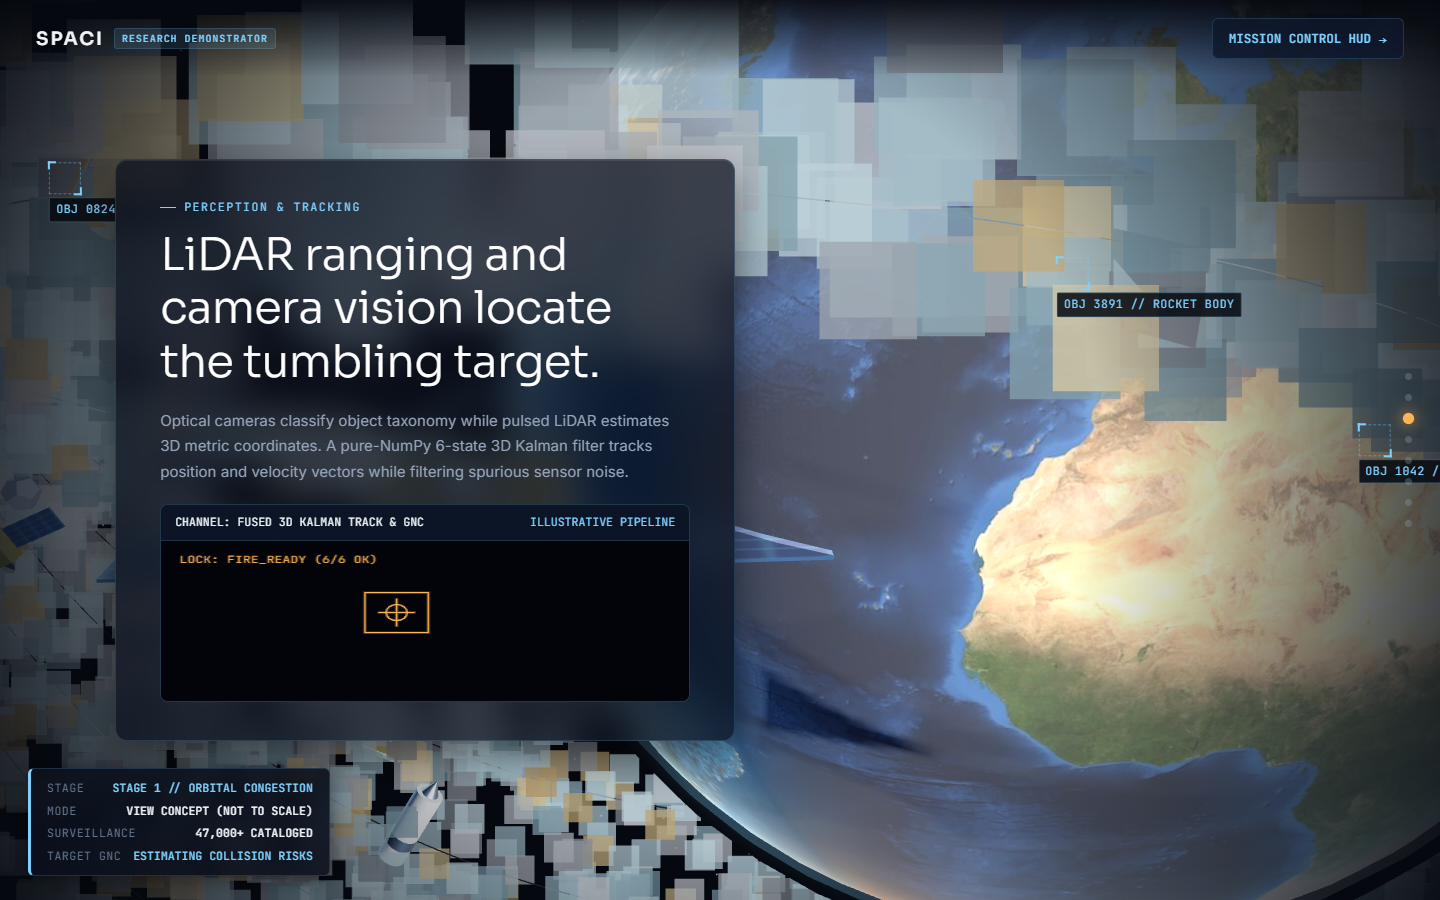 SPACI
RESEARCH DEMONSTRATOR
MISSION CONTROL HUD →
OBJ 0824
PERCEPTION & TRACKING
LiDAR ranging and
camera vision locate
the tumbling target.
Optical cameras classify object taxonomy while pulsed LiDAR estimates
3D metric coordinates. A pure-NumPy 6-state 3D Kalman filter tracks
position and velocity vectors while filtering spurious sensor noise.
CHANNEL: FUSED 3D KALMAN TRACK & GNC
ILLUSTRATIVE PIPELINE
LOCK: FIRE_READY (6/6 OK)
OBJ 3891 // ROCKET BODY
OBJ 1042 /
STAGE STAGE 1 // ORBITAL CONGESTION
MODE VIEW CONCEPT (NOT TO SCALE)
SURVEILLANCE 47,000+ CATALOGED
TARGET GNC ESTIMATING COLLISION RISKS